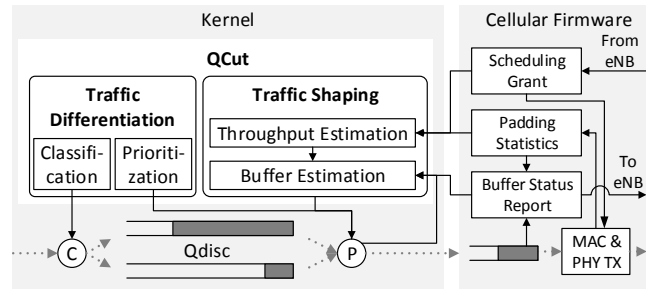 Kernel
Cellular Firmware
QCut
Traffic
Differentiation
Classifi-
cation
Prioriti-
zation
Traffic Shaping
Throughput Estimation
Buffer Estimation
Scheduling
Grant
Padding
Statistics
Buffer Status
Report
From
eNB
To
eNB
C
Qdisc
P
MAC &
PHY TX